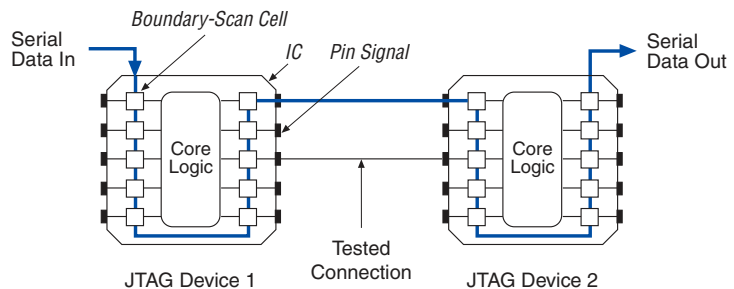 Boundary-Scan Cell
Serial
Data In
IC
Pin Signal
Serial
Data Out
Core
Logic
Core
Logic
Tested
Connection
JTAG Device 1
JTAG Device 2